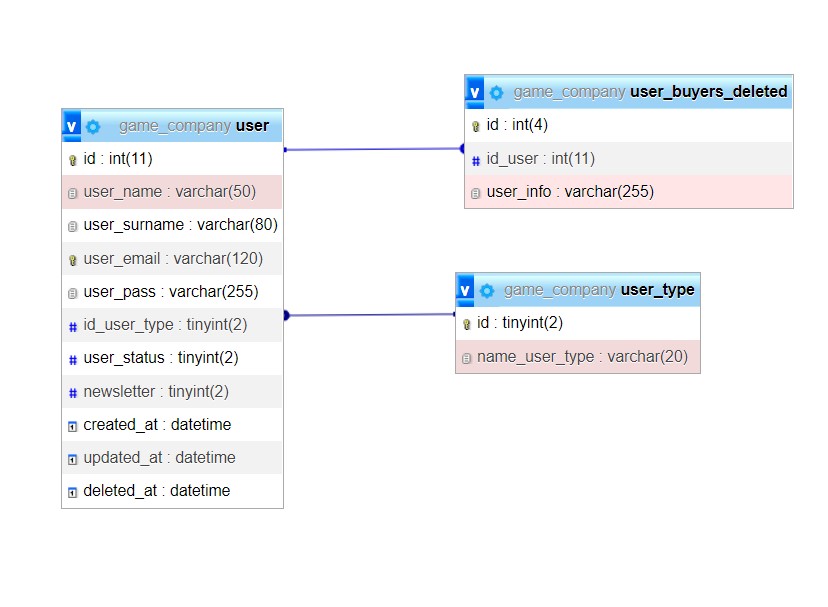 v game_company user
id : int(11)
user_name : varchar(50)
user_surname : varchar(80)
user_email : varchar(120)
user_pass : varchar(255)
# id_user_type : tinyint(2)
# user_status : tinyint(2)
# newsletter : tinyint(2)
created_at : datetime
updated_at : datetime
deleted_at : datetime
v game_company user_buyers_deleted
id : int(4)
# id_user : int(11)
user_info : varchar(255)
v game_company user_type
id : tinyint(2)
name_user_type : varchar(20)